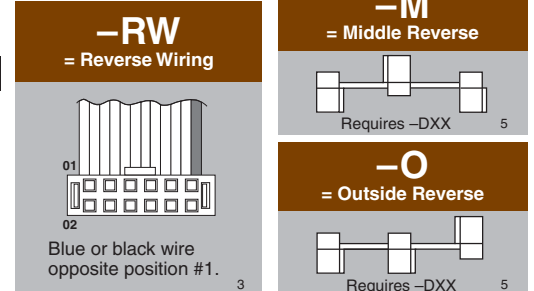 –RW
= Reverse Wiring
01
02
Blue or black wire
opposite position #1.
3
–M
= Middle Reverse
Requires –DXX
5
–O
= Outside Reverse
Requires –DXX
5